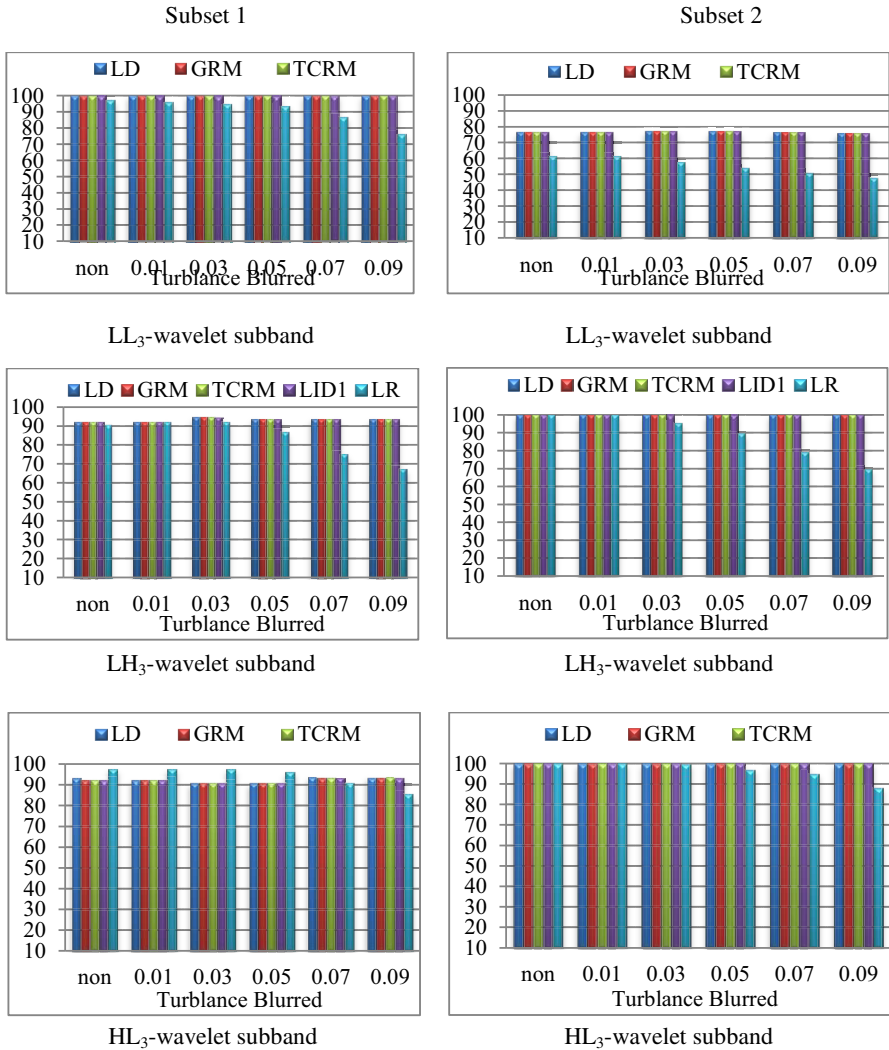 Subset 1
Subset 2
LD GRM TCRM
100
90
80
70
60
50
40
30
20
10
non 0.01 0.03 0.05 0.07 0.09
Turblance Blurred
LL3-wavelet subband
LD GRM TCRM
100
90
80
70
60
50
40
30
20
10
non 0.01 0.03 0.05 0.07 0.09
Turblance Blurred
LL3-wavelet subband
LD GRM TCRM LID1 LR
100
90
80
70
60
50
40
30
20
10
non 0.01 0.03 0.05 0.07 0.09
Turblance Blurred
LH3-wavelet subband
LD GRM TCRM LID1 LR
100
90
80
70
60
50
40
30
20
10
non 0.01 0.03 0.05 0.07 0.09
Turblance Blurred
LH3-wavelet subband
LD GRM TCRM
100
90
80
70
60
50
40
30
20
10
non 0.01 0.03 0.05 0.07 0.09
Turblance Blurred
HL3-wavelet subband
LD GRM TCRM
100
90
80
70
60
50
40
30
20
10
non 0.01 0.03 0.05 0.07 0.09
Turblance Blurred
HL3-wavelet subband